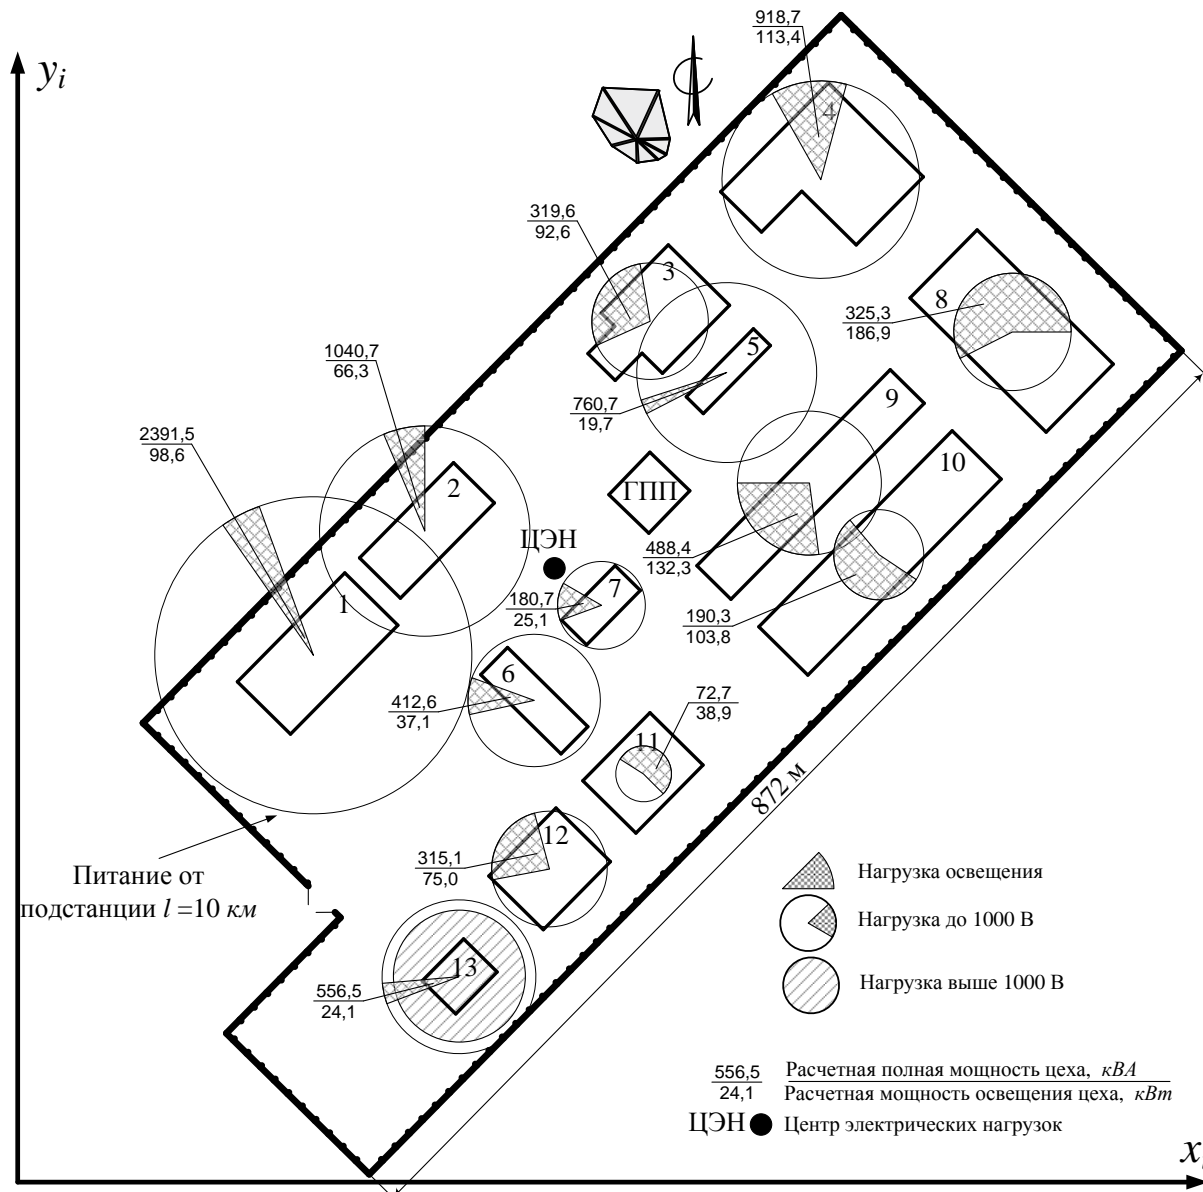 918,7
113,4
yi
4
319,6
92,6
3
8
325,3
186,9
1040,7
66,3
5
760,7
19,7
9
2391,5
98,6
10
2
ГПП
ЦЭН
488,4
132,3
7
180,7
25,1
1
190,3
103,8
6
412,6
37,1
72,7
38,9
11
872 м
12
315,1
75,0
Питание от
подстанции l =10 км
Нагрузка освещения
Нагрузка до 1000 В
Нагрузка выше 1000 В
13
556,5
24,1
556,5
24,1
Расчетная полная мощность цеха, кВА
Расчетная мощность освещения цеха, кВт
ЦЭН
Центр электрических нагрузок
x